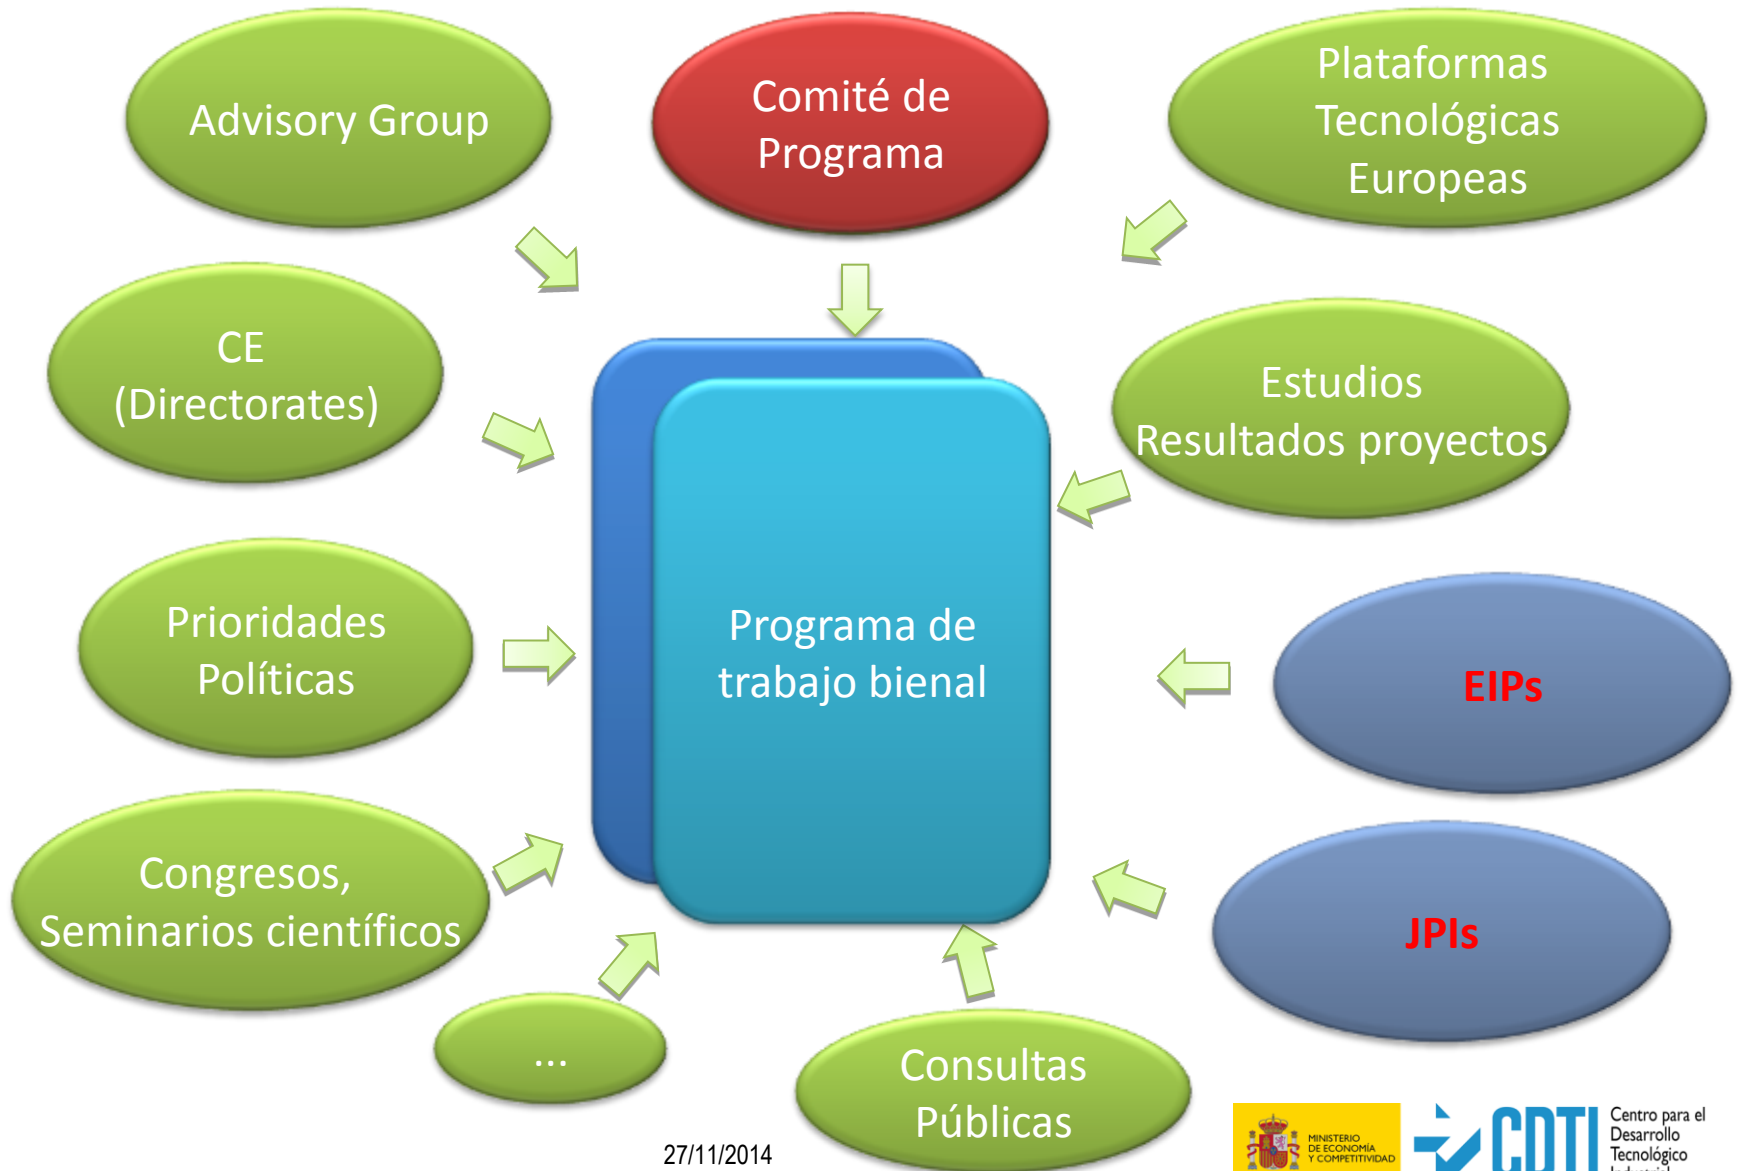 Advisory Group
Comité de
Programa
Plataformas
Tecnológicas
Europeas
CE
(Directorates)
Estudios
Resultados proyectos
Prioridades
Políticas
Programa de
trabajo bienal
EIPs
Congresos,
Seminarios científicos
JPIs
...
Consultas
Públicas
27/11/2014
MINISTERIO
DE ECONOMÍA
Y COMPETITIVIDAD
CDTI
Centro para el
Desarrollo
Tecnológico